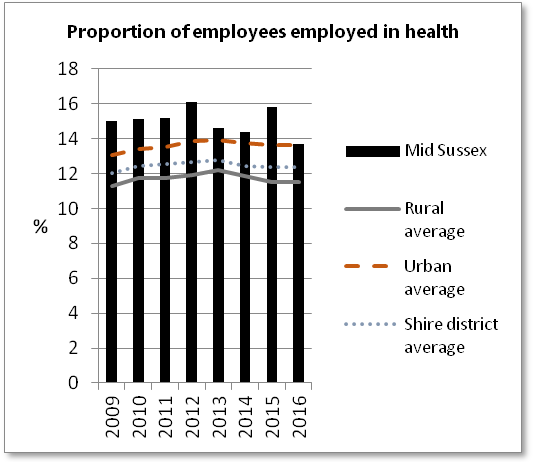 Proportion of employees employed in health
18
16
14
12
10
8
6
4
2
0
%
2009
2010
2011
2012
2013
2014
2015
2016
Mid Sussex
Rural
average
Urban
average
Shire district
average